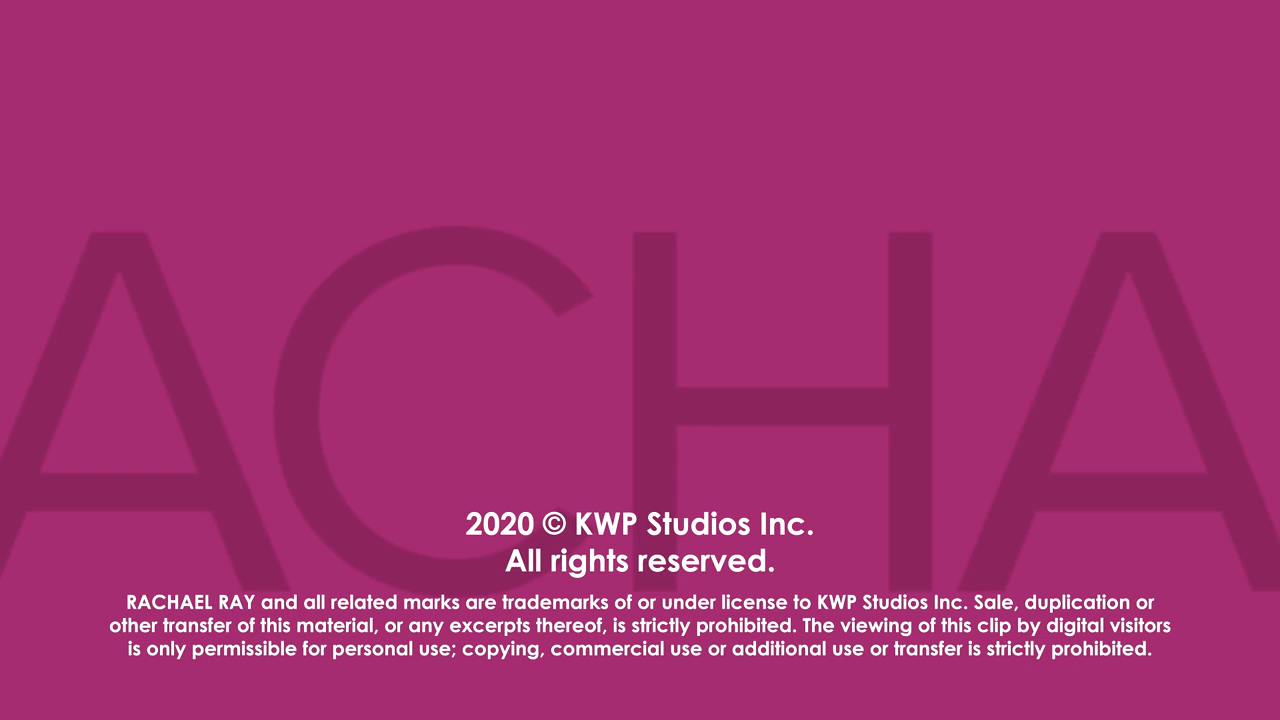 ACHA
2020 © KWP Studios Inc.
All rights reserved.
RACHAEL RAY and all related marks are trademarks of or under license to KWP Studios Inc. Sale, duplication or
other transfer of this material, or any excerpts thereof, is strictly prohibited. The viewing of this clip by digital visitors
is only permissible for personal use; copying, commercial use or additional use or transfer is strictly prohibited.